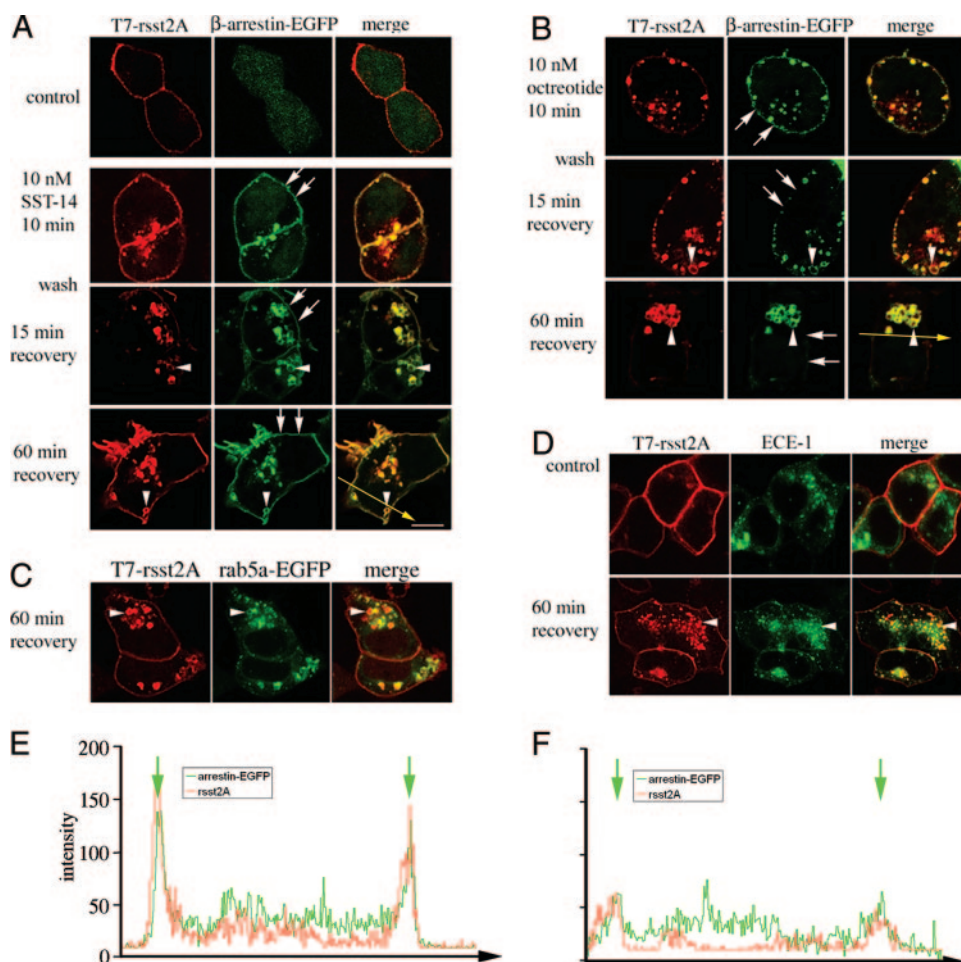 A
T7-rsst2A β-arrestin-EGFP merge
control
10 nM
SST-14
10 min
wash
15 min
recovery
60 min
recovery
B
T7-rsst2A β-arrestin-EGFP merge
10 nM
octreotide
10 min
wash
15 min
recovery
60 min
recovery
C
T7-rsst2A rab5a-EGFP merge
60 min
recovery
D
T7-rsst2A ECE-1 merge
control
60 min
recovery
E
200
150
100
50
0
intensity
arrestin-EGFP
rsst2A
F
arrestin-EGFP
rsst2A